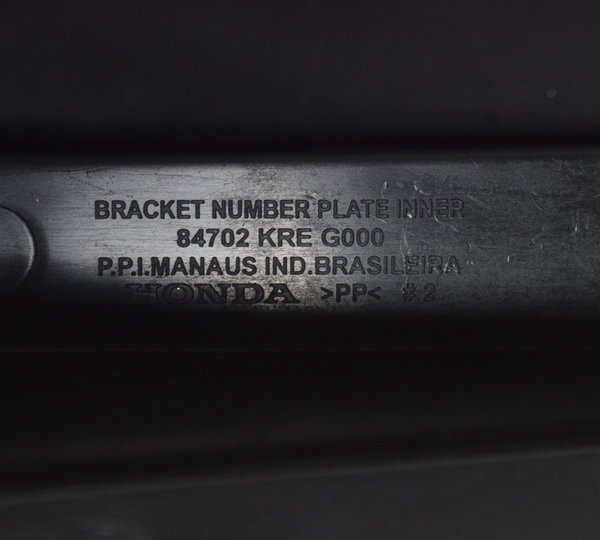 BRACKET NUMBER PLATE INNER
84702 KRE G000
P.P.I.MANAUS IND.BRASILEIRA
HONDA >PP< #2